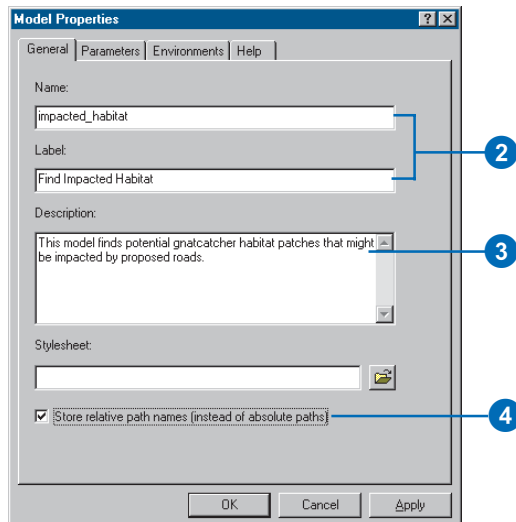 Model Properties
General Parameters Environments Help
Name:
impacted_habitat
2
Label:
Find Impacted Habitat
Description:
This model finds potential gnatcatcher habitat patches that might
be impacted by proposed roads.
3
Stylesheet:
Store relative path names (instead of absolute paths)
4
OK Cancel Apply